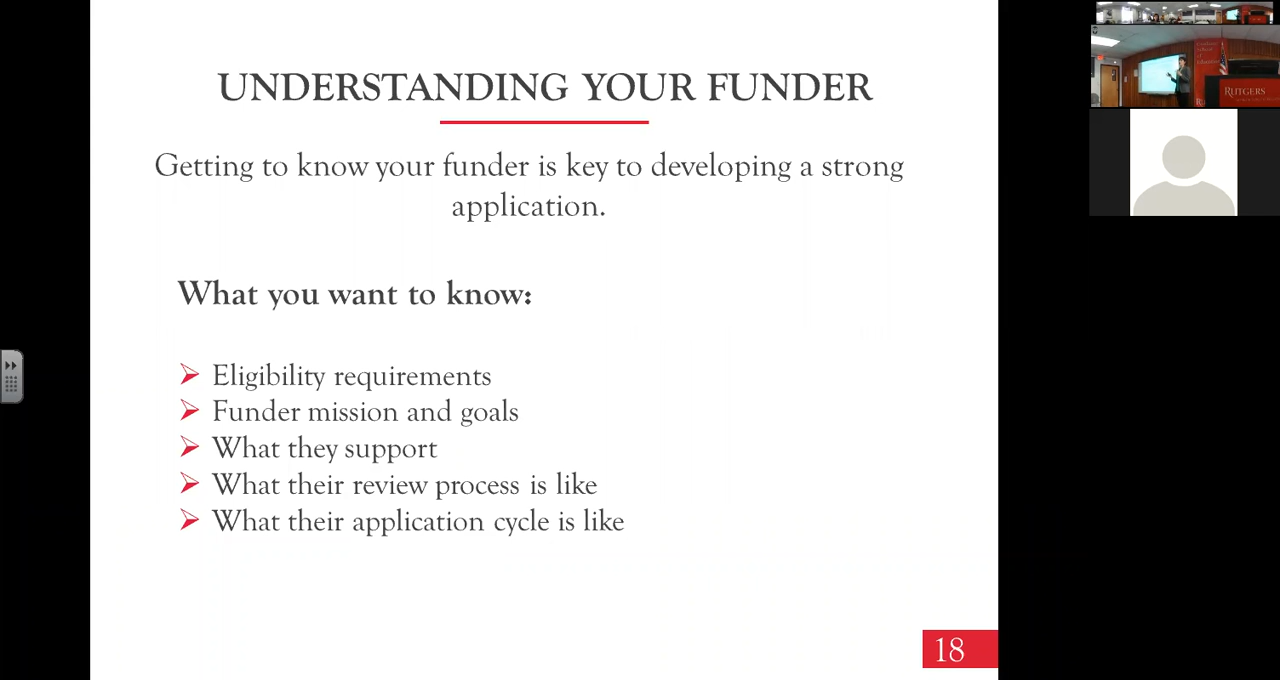 UNDERSTANDING YOUR FUNDER
Getting to know your funder is key to developing a strong
application.
What you want to know:
Eligibility requirements
Funder mission and goals
What they support
What their review process is like
What their application cycle is like
18
RUTGERS